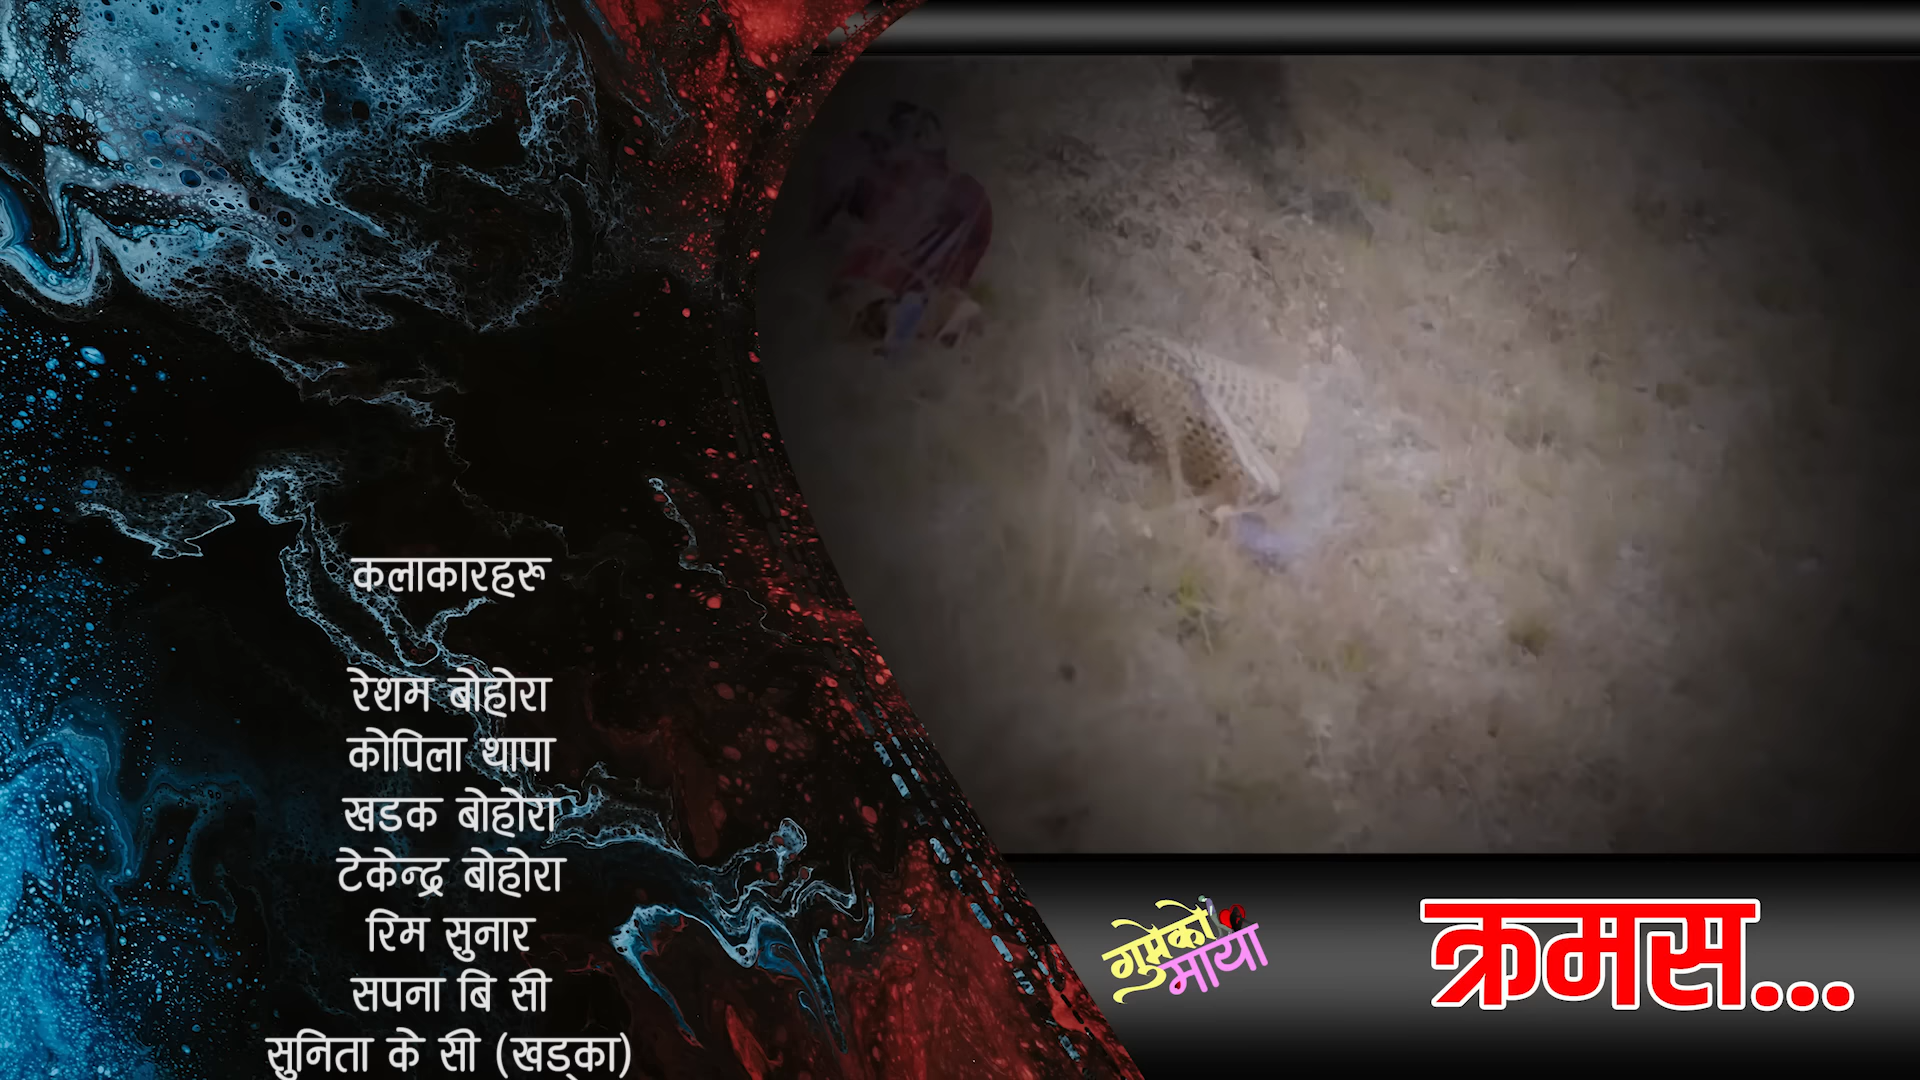 कलाकारहरू
रेशम बोहोरा
कोपिला थापा
खडक बोहोरा
टेकेन्द्र बोहोरा
रिम सुनार
सपना बि सी
सुनिता के सी (खड्का)
गुमेको
माया
क्रमस...